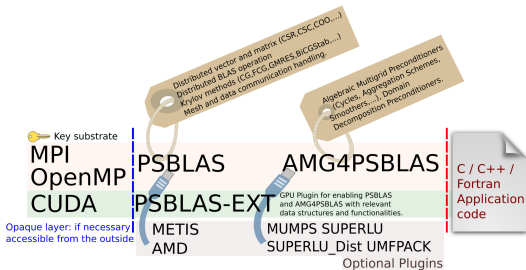 Distributed vector and matrix (CSR,CSC,COO,...)
Distributed BLAS operation
Krylov methods (CG,FCG,GMRES,BiCGStab,...)
Mesh and data communication handling.
Algebraic Multigrid Preconditioners
(Cycles, Aggregation Schemes,
Smoothers,...), Domain
Decomposition Preconditioners.
Key substrate
MPI
OpenMP
CUDA
PSBLAS
AMG4PSBLAS
PSBLAS-EXT
GPU Plugin for enabling PSBLAS
and AMG4PSBLAS with relevant
data structures and functionalities.
C / C++ /
Fortran
Application
code
Opaque layer: if necessary
accessible from the outside
METIS
AMD
MUMPS SUPERLU
SUPERLU_Dist UMFPACK
Optional Plugins